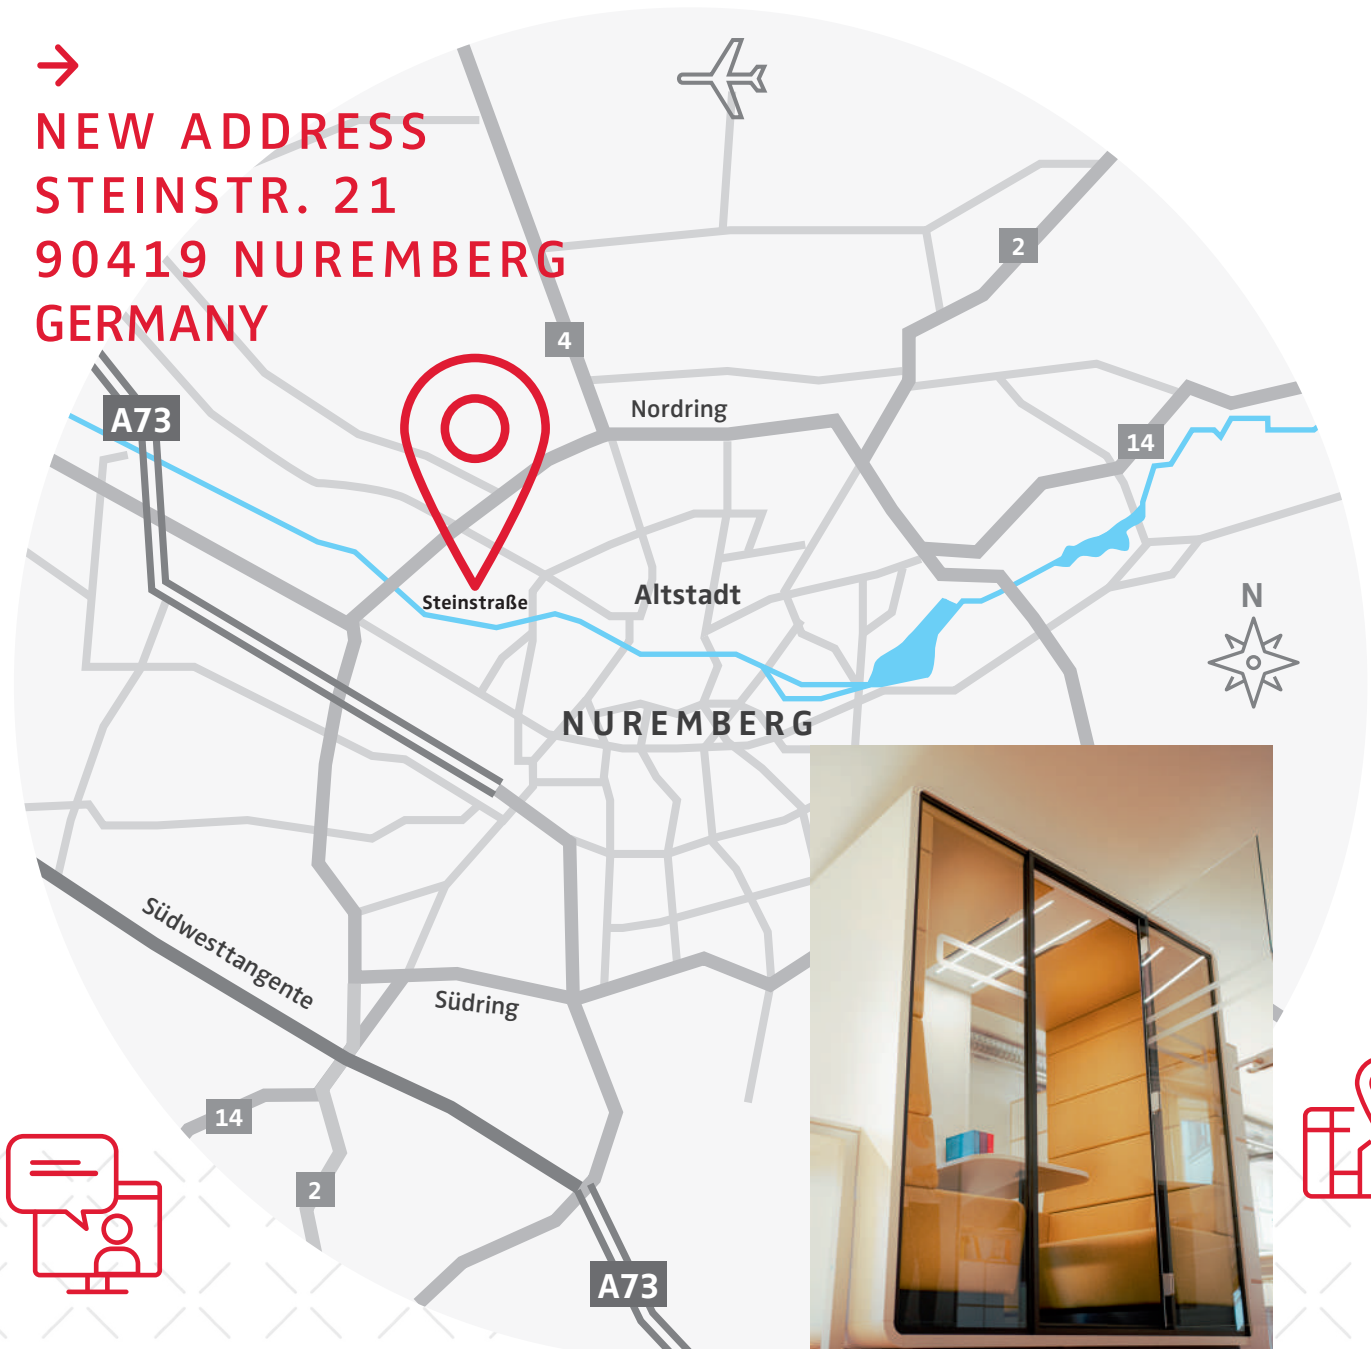 NEW ADDRESS
STEINSTR. 21
90419 NUREMBERG
GERMANY
2
4
Nordring
A73
14
Altstadt
Steinstraße
N
NUREMBERG
Südwesttangente
Südring
14
2
A73